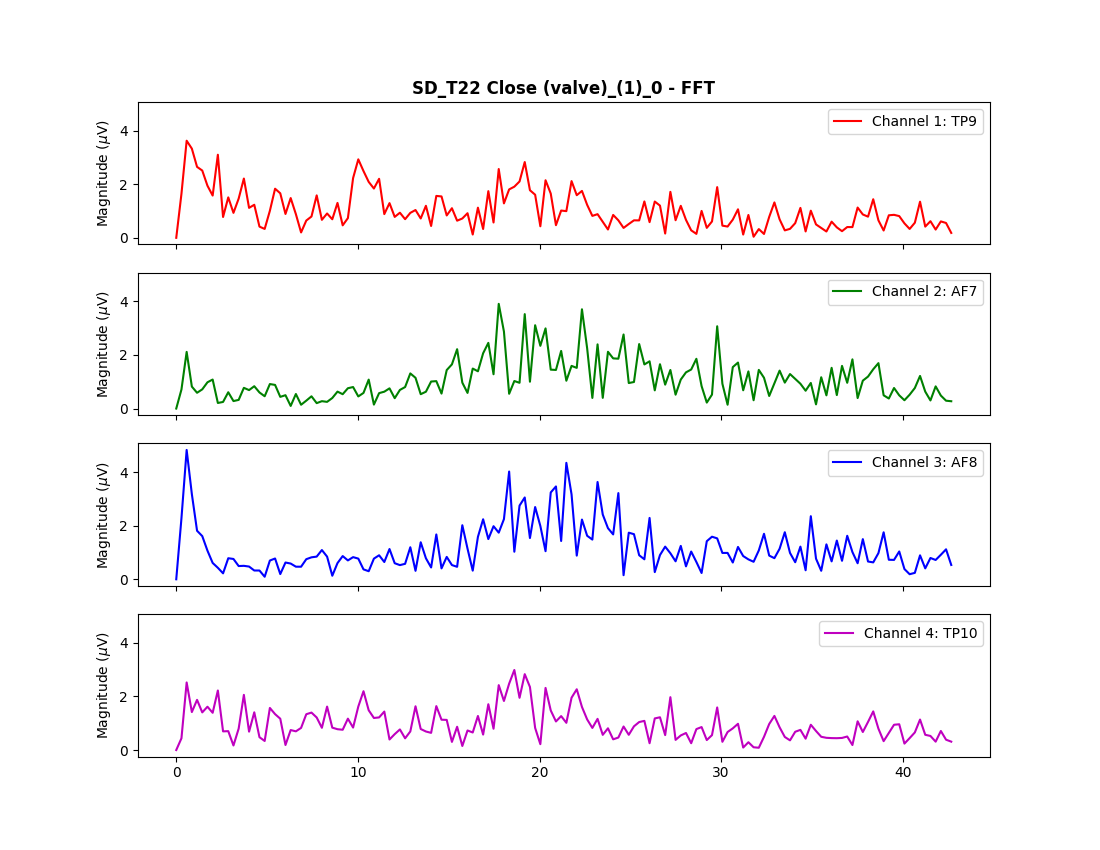 SD_T22 Close (valve)_(1)_0 - FFT
Channel 1: TP9
Magnitude (μV)
4
2
0
Channel 2: AF7
Magnitude (μV)
4
2
0
Channel 3: AF8
Magnitude (μV)
4
2
0
Channel 4: TP10
Magnitude (μV)
4
2
0
0 10 20 30 40